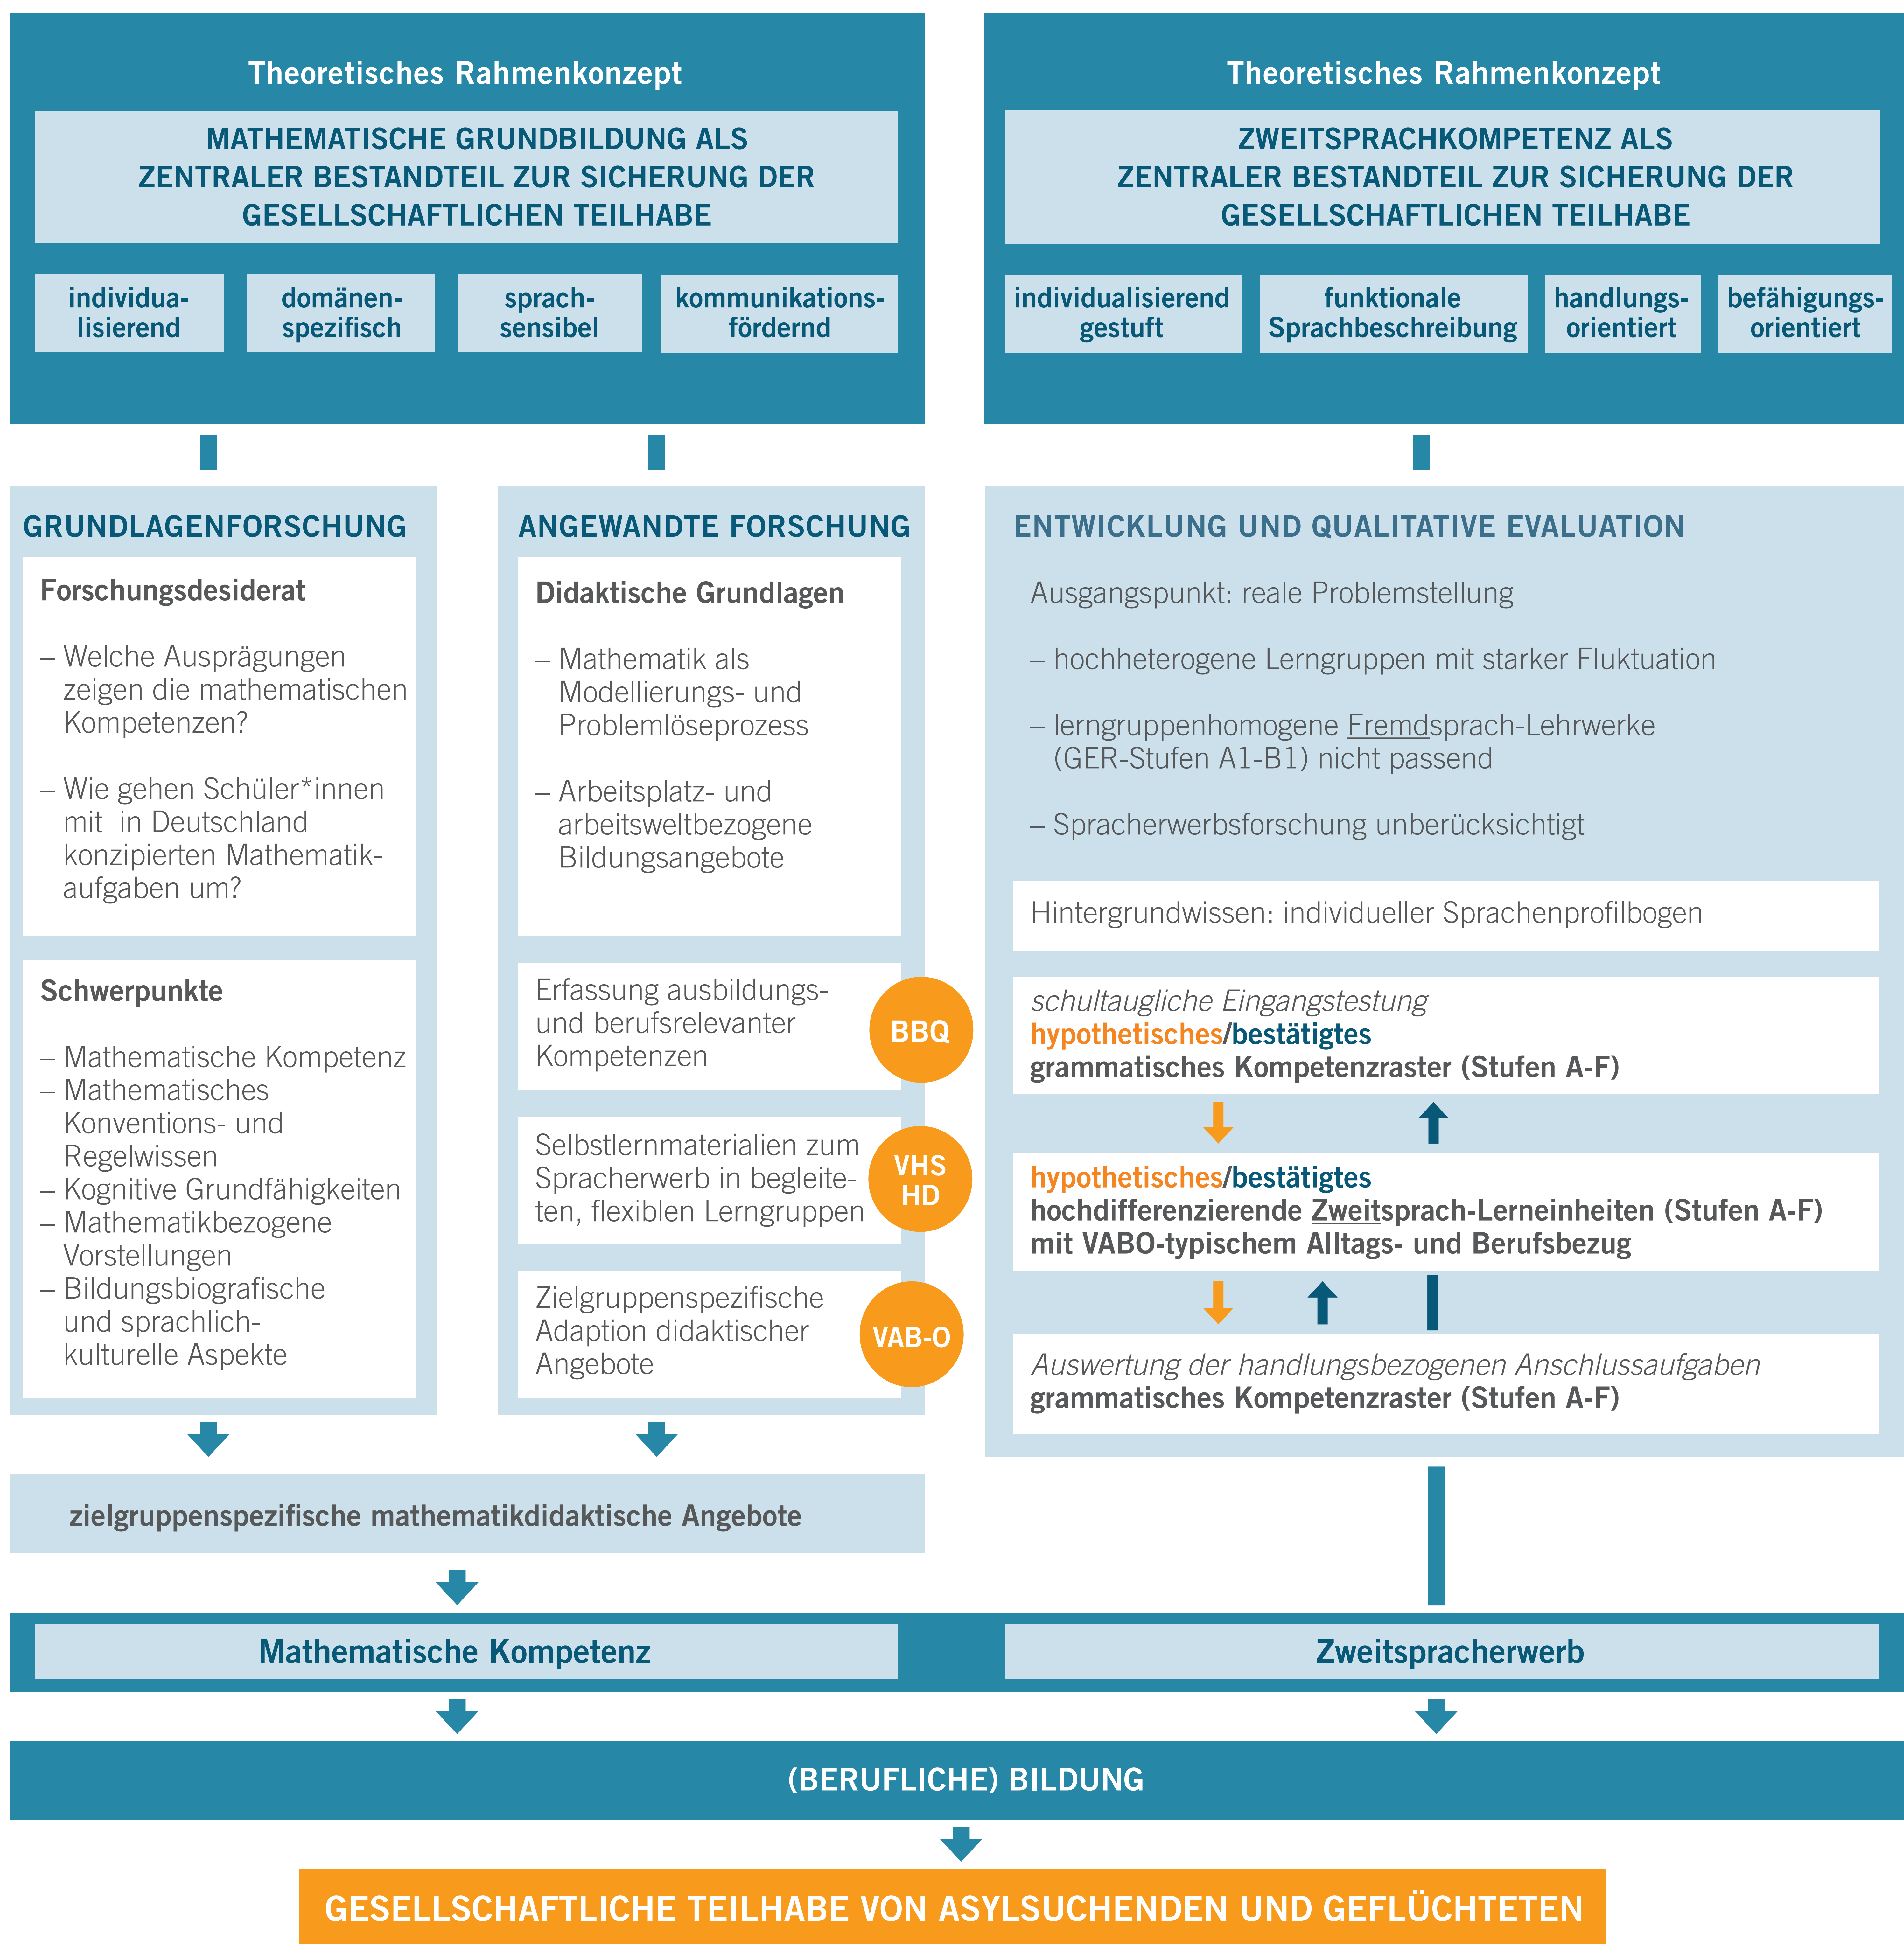 Theoretisches Rahmenkonzept
MATHEMATISCHE GRUNDBILDUNG ALS
ZENTRALER BESTANDTEIL ZUR SICHERUNG DER
GESELLSCHAFTLICHEN TEILHABE
individua-
lisierend
domänen-
spezifisch
sprach-
sensibel
kommunikations-
fördernd
Theoretisches Rahmenkonzept
ZWEITSPRACHKOMPETENZ ALS
ZENTRALER BESTANDTEIL ZUR SICHERUNG DER
GESELLSCHAFTLICHEN TEILHABE
individualisierend
gestuft
funktionale
Sprachbeschreibung
handlungs-
orientiert
befähigungs-
orientiert
GRUNDLAGENFORSCHUNG
Forschungsdesiderat
– Welche Ausprägungen
zeigen die mathematischen
Kompetenzen?
– Wie gehen Schüler*innen
mit in Deutschland
konzipierten Mathematik-
aufgaben um?
Schwerpunkte
– Mathematische Kompetenz
– Mathematisches
Konventions- und
Regelwissen
– Kognitive Grundfähigkeiten
– Mathematikbezogene
Vorstellungen
– Bildungsbiografische
und sprachlich-
kulturelle Aspekte
ANGEWANDTE FORSCHUNG
Didaktische Grundlagen
– Mathematik als
Modellierungs- und
Problemlöseprozess
– Arbeitsplatz- und
arbeitsweltbezogene
Bildungsangebote
Erfassung ausbildungs-
und berufsrelevanter
Kompetenzen
BBQ
Selbstlernmaterialien zum
Spracherwerb in begleite-
ten, flexiblen Lerngruppen
VHS
HD
Zielgruppenspezifische
Adaption didaktischer
Angebote
VAB-O
ENTWICKLUNG UND QUALITATIVE EVALUATION
Ausgangspunkt: reale Problemstellung
– hochheterogene Lerngruppen mit starker Fluktuation
– lerngruppenhomogene Fremdsprach-Lehrwerke
(GER-Stufen A1-B1) nicht passend
– Spracherwerbsforschung unberücksichtigt
Hintergrundwissen: individueller Sprachenprofilbogen
schultaugliche Eingangstestung
hypothetisches/bestätigtes
grammatisches Kompetenzraster (Stufen A-F)
hypothetisches/bestätigtes
hochdifferenzierende Zweitsprach-Lerneinheiten (Stufen A-F)
mit VABO-typischem Alltags- und Berufsbezug
Auswertung der handlungsbezogenen Anschlussaufgaben
grammatisches Kompetenzraster (Stufen A-F)
zielgruppenspezifische mathematikdidaktische Angebote
Mathematische Kompetenz
Zweitspracherwerb
(BERUFLICHE) BILDUNG
GESELLSCHAFTLICHE TEILHABE VON ASYLSUCHENDEN UND GEFLÜCHTETEN